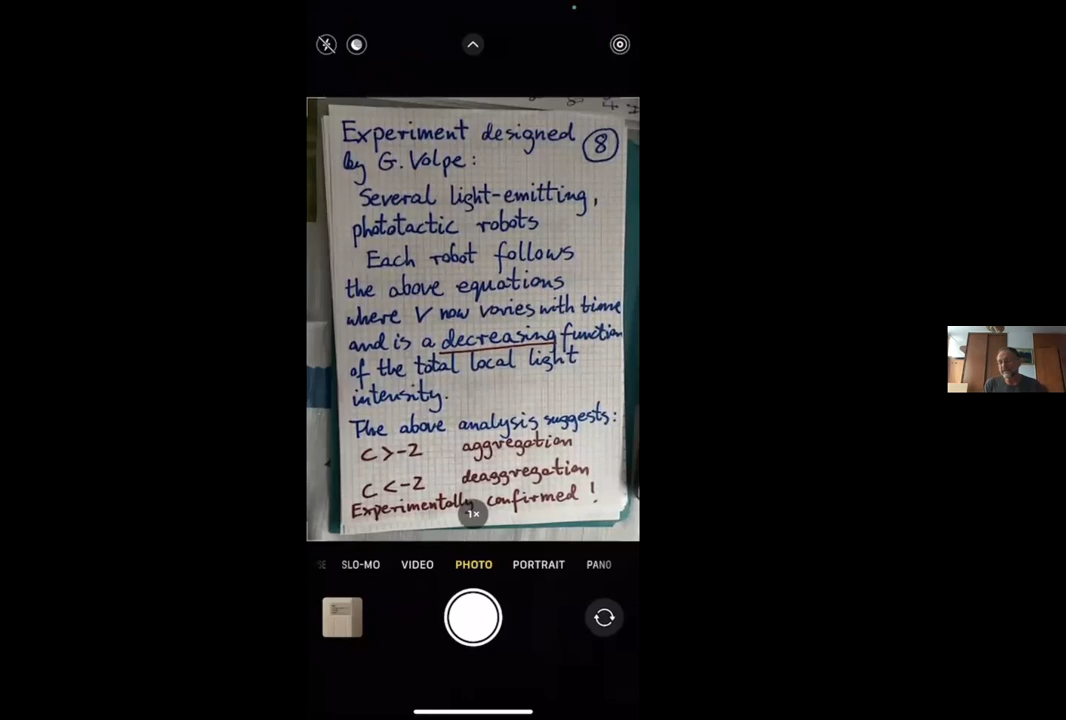 Experiment designed
8
by G. Volpe:
Several light-emitting,
phototactic robots
Each robot follows
the above equations
where V now varies with time
and is a decreasing function
of the total local light
intensity.
The above analysis suggests:
C > -2 aggregation
C < -2 deaggregation
Experimentally confirmed !
1×
SLO-MO VIDEO PHOTO PORTRAIT PANO